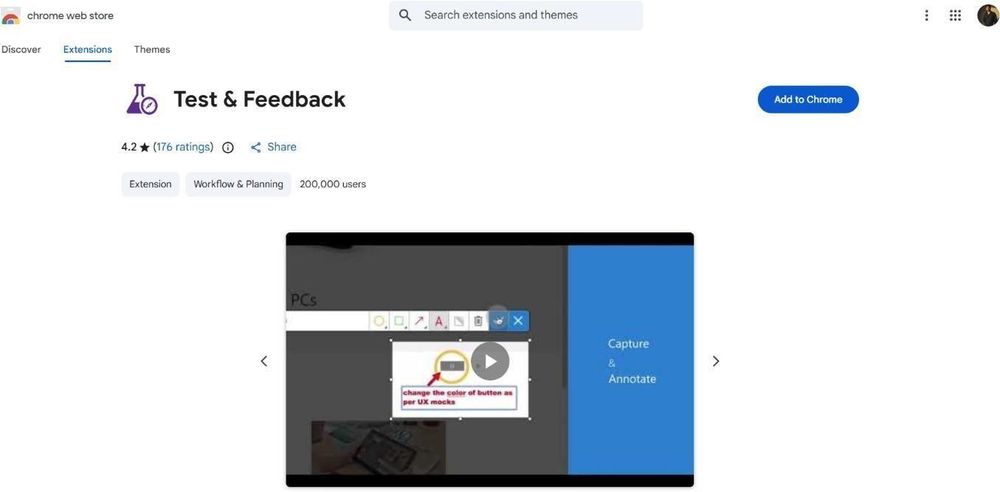 chrome web store
Search extensions and themes
Discover
Extensions
Themes
Test & Feedback
Add to Chrome
4.2 ★ (176 ratings)
Share
Extension
Workflow & Planning
200,000 users
PCs
A
Capture
&
Annotate
change the color of button as
per UX mocks